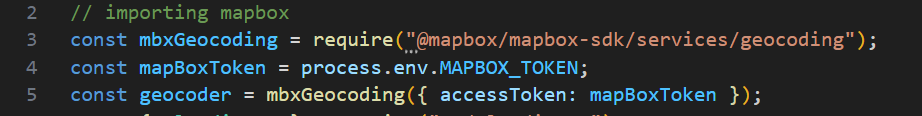 2 // importing mapbox
3 const mbxGeocoding = require("@mapbox/mapbox-sdk/services/geocoding");
4 const mapBoxToken = process.env.MAPBOX_TOKEN;
5 const geocoder = mbxGeocoding({ accessToken: mapBoxToken });